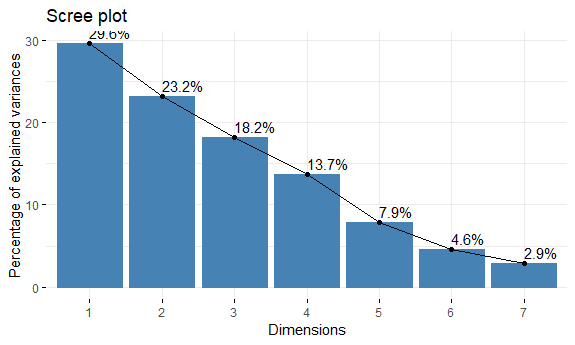 Scree plot
Percentage of explained variances
30
20
10
0
29.6%
23.2%
18.2%
13.7%
7.9%
4.6%
2.9%
1 2 3 4 5 6 7
Dimensions